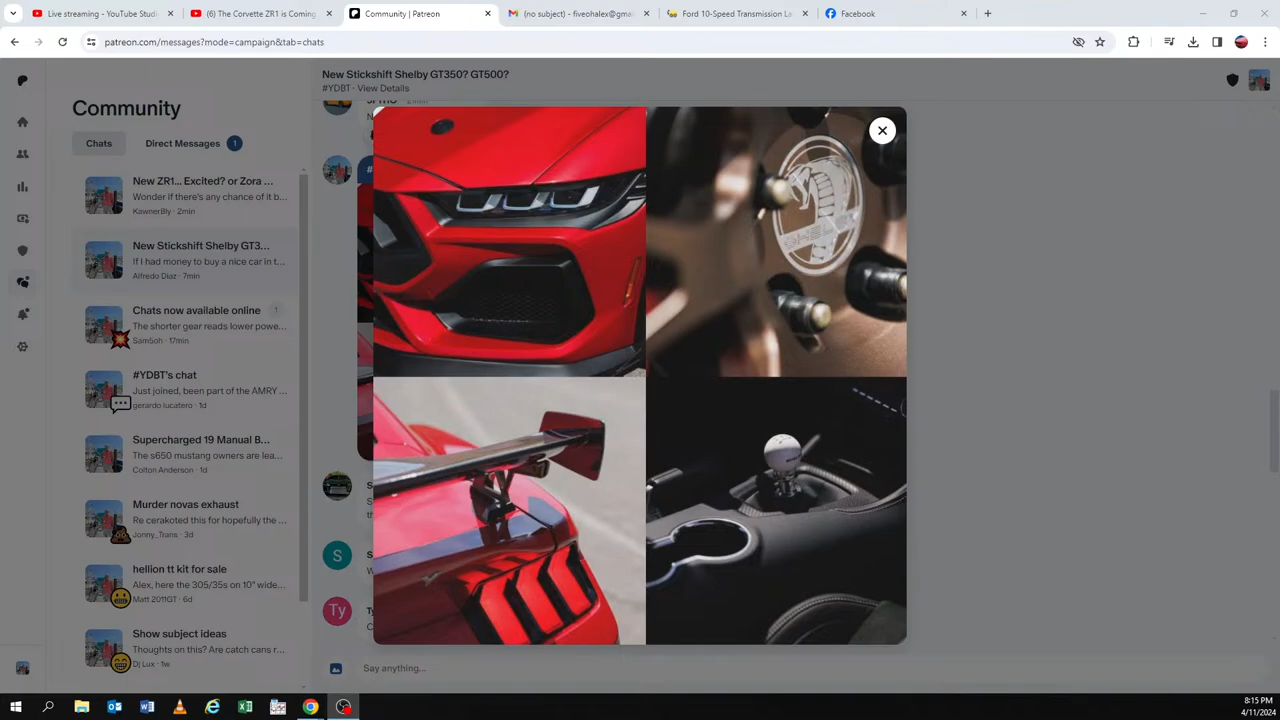 Live streaming - YouTube Studi
(6) The Corvette ZR1 is Coming
Community | Patreon
(no subject) - fiveohalex@gmai
Ford 10-Speed Transmission La
Facebook
patreon.com/messages?mode=campaign&tab=chats
New Stickshift Shelby GT350? GT500?
#YDBT · View Details
Community
Chats
Direct Messages
1
New ZR1... Excited? or Zora ...
Wonder if there's any chance of it b...
KawnerBly · 2min
New Stickshift Shelby GT3...
If I had money to buy a nice car in t...
Alfredo Diaz · 7min
Chats now available online
1
The shorter gear reads lower powe...
Sam5oh · 17min
#YDBT's chat
Just joined, been part of the AMRY ...
gerardo lucatero · 1d
Supercharged 19 Manual B...
The s650 mustang owners are lea...
Colton Anderson · 1d
Murder novas exhaust
Re cerakoted this for hopefully the ...
Jonny_Trans · 3d
hellion tt kit for sale
Alex, here the 305/35s on 10" wide...
Matt 2011GT · 6d
Show subject ideas
Thoughts on this? Are catch cans r...
Dj Lux · 1w
S
Ty
Say anything...
8:15 PM
4/11/2024